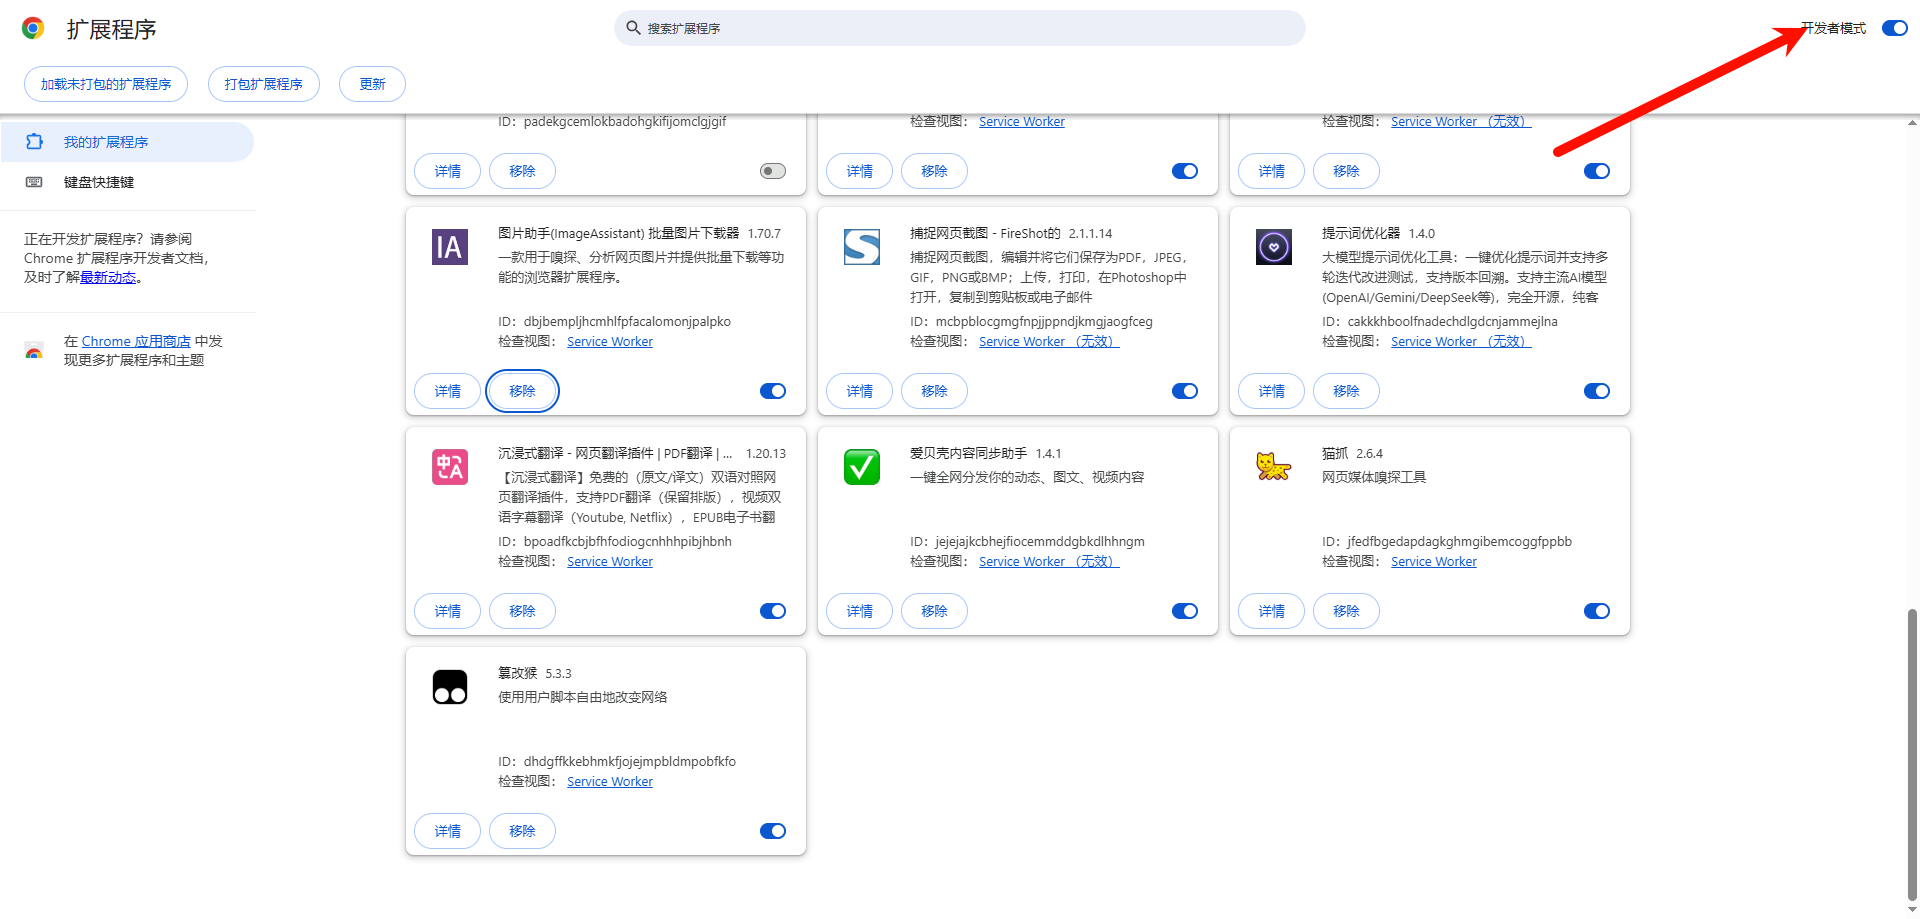 扩展程序
搜索扩展程序
开发者模式
加载未打包的扩展程序
打包扩展程序
更新
我的扩展程序
键盘快捷键
正在开发扩展程序？请参阅
Chrome 扩展程序开发者文档，
及时了解最新动态。
在 Chrome 应用商店 中发
现更多扩展程序和主题
ID：padekgcemlokbadohgkifijomclgjgif
详情
移除
检查视图： Service Worker
详情
移除
检查视图： Service Worker （无效）
详情
移除
IA
图片助手(ImageAssistant) 批量图片下载器 1.70.7
一款用于嗅探、分析网页图片并提供批量下载等功
能的浏览器扩展程序。
ID：dbjbempljhcmhlfpfacalomonjpalpko
检查视图： Service Worker
详情
移除
S
捕捉网页截图 - FireShot的 2.1.1.14
捕捉网页截图，编辑并将它们保存为PDF，JPEG，
GIF，PNG或BMP；上传，打印，在Photoshop中
打开，复制到剪贴板或电子邮件
ID：mcbpblocgmgfnpjjppndjkmgjaogfceg
检查视图： Service Worker （无效）
详情
移除
提示词优化器 1.4.0
大模型提示词优化工具：一键优化提示词并支持多
轮迭代改进测试，支持版本回溯。支持主流AI模型
(OpenAI/Gemini/DeepSeek等)，完全开源，纯客
ID：cakkkhboolfnadechdlgdcnjammejlna
检查视图： Service Worker （无效）
详情
移除
中A
沉浸式翻译 - 网页翻译插件 | PDF翻译 | ... 1.20.13
【沉浸式翻译】免费的（原文/译文）双语对照网
页翻译插件，支持PDF翻译（保留排版），视频双
语字幕翻译（Youtube, Netflix），EPUB电子书翻
ID：bpoadfkcbjbfhfodiogcnhhhpibjhbnh
检查视图： Service Worker
详情
移除
爱贝壳内容同步助手 1.4.1
一键全网分发你的动态、图文、视频内容
ID：jejejajkcbhejfiocemmddgbkdlhhngm
检查视图： Service Worker （无效）
详情
移除
猫抓 2.6.4
网页媒体嗅探工具
ID：jfedfbgedapdagkghmgibemcoggfppbb
检查视图： Service Worker
详情
移除
篡改猴 5.3.3
使用用户脚本自由地改变网络
ID：dhdgffkkebhmkfjojejmpbldmpobfkfo
检查视图： Service Worker
详情
移除